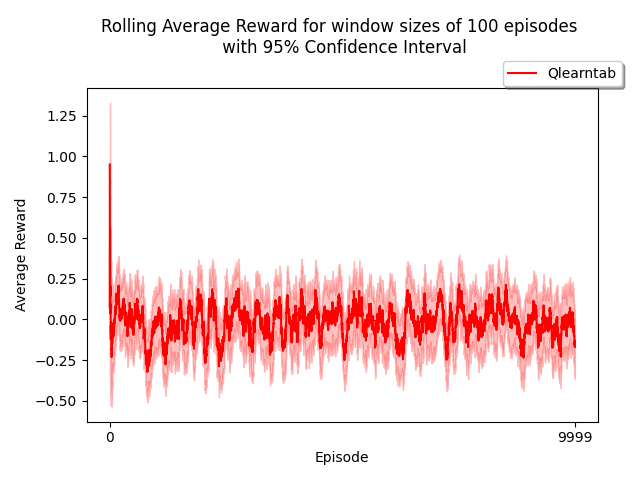 Rolling Average Reward for window sizes of 100 episodes
with 95% Confidence Interval
Qlearntab
1.25
1.00
0.75
0.50
0.25
0.00
−0.25
−0.50
Average Reward
0
9999
Episode